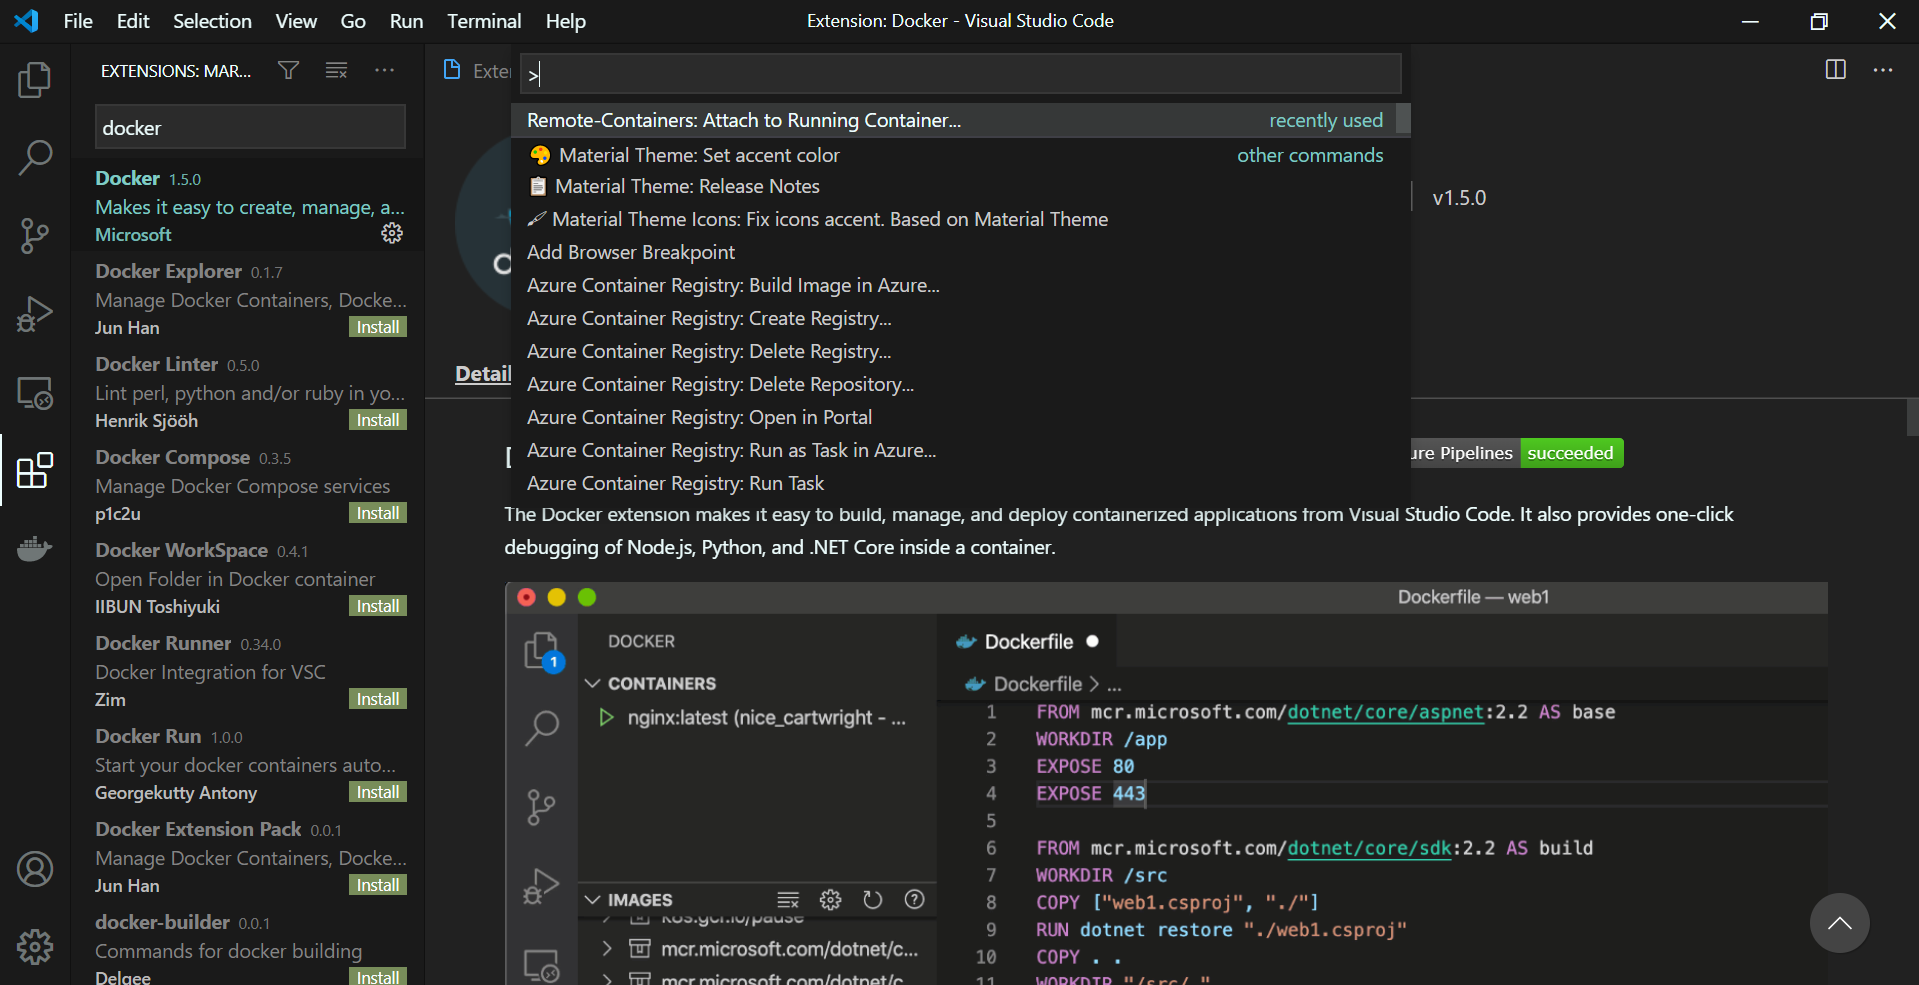 File Edit Selection View Go Run Terminal Help
Extension: Docker - Visual Studio Code
EXTENSIONS: MAR...
docker
Docker 1.5.0
Makes it easy to create, manage, a...
Microsoft
Docker Explorer 0.1.7
Manage Docker Containers, Docke...
Jun Han Install
Docker Linter 0.5.0
Lint perl, python and/or ruby in yo...
Henrik Sjööh Install
Docker Compose 0.3.5
Manage Docker Compose services
p1c2u Install
Docker WorkSpace 0.4.1
Open Folder in Docker container
IIBUN Toshiyuki Install
Docker Runner 0.34.0
Docker Integration for VSC
Zim Install
Docker Run 1.0.0
Start your docker containers auto...
Georgekutty Antony Install
Docker Extension Pack 0.0.1
Manage Docker Containers, Docke...
Jun Han Install
docker-builder 0.0.1
Commands for docker building
Delgee Install
>
Remote-Containers: Attach to Running Container... recently used
🎨 Material Theme: Set accent color other commands
📋 Material Theme: Release Notes
🖌 Material Theme Icons: Fix icons accent. Based on Material Theme
Add Browser Breakpoint
Azure Container Registry: Build Image in Azure...
Azure Container Registry: Create Registry...
Azure Container Registry: Delete Registry...
Azure Container Registry: Delete Repository...
Azure Container Registry: Open in Portal
Azure Container Registry: Run as Task in Azure...
Azure Container Registry: Run Task
v1.5.0
Detail
ure Pipelines succeeded
The Docker extension makes it easy to build, manage, and deploy containerized applications from Visual Studio Code. It also provides one-click
debugging of Node.js, Python, and .NET Core inside a container.
Dockerfile — web1
DOCKER
CONTAINERS
nginx:latest (nice_cartwright - ...
IMAGES
k8s.gcr.io/pause
mcr.microsoft.com/dotnet/c...
mcr.microsoft.com/dotnet/c
1
Dockerfile
Dockerfile > ...
1 FROM mcr.microsoft.com/dotnet/core/aspnet:2.2 AS base
2 WORKDIR /app
3 EXPOSE 80
4 EXPOSE 443
5
6 FROM mcr.microsoft.com/dotnet/core/sdk:2.2 AS build
7 WORKDIR /src
8 COPY ["web1.csproj", "./"]
9 RUN dotnet restore "./web1.csproj"
10 COPY . .
11 WORKDIR "/src/."